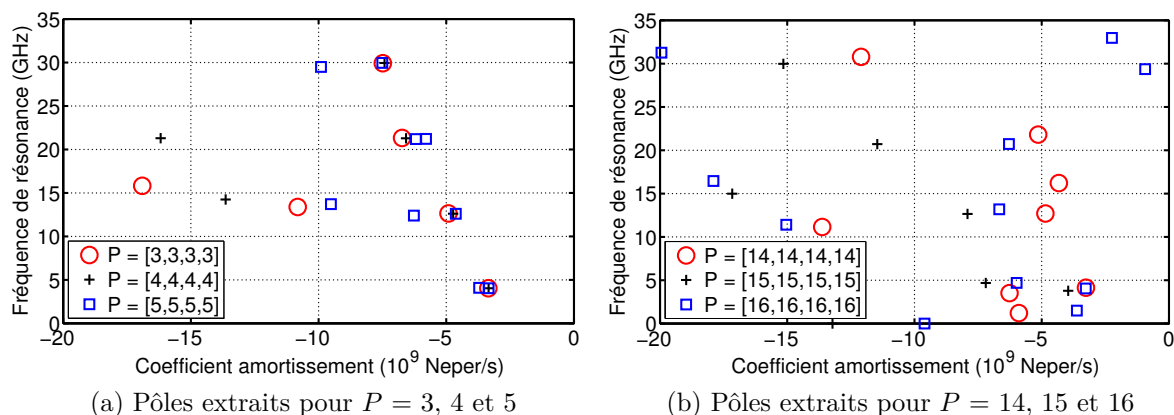 Fréquence de résonance (GHz)
35
30
25
20
15
10
5
0
P = [3,3,3,3]
P = [4,4,4,4]
P = [5,5,5,5]
−20
−15
−10
−5
0
Coefficient amortissement (10⁹ Neper/s)
(a) Pôles extraits pour P = 3, 4 et 5
Fréquence de résonance (GHz)
35
30
25
20
15
10
5
0
P = [14,14,14,14]
P = [15,15,15,15]
P = [16,16,16,16]
−20
−15
−10
−5
0
Coefficient amortissement (10⁹ Neper/s)
(b) Pôles extraits pour P = 14, 15 et 16